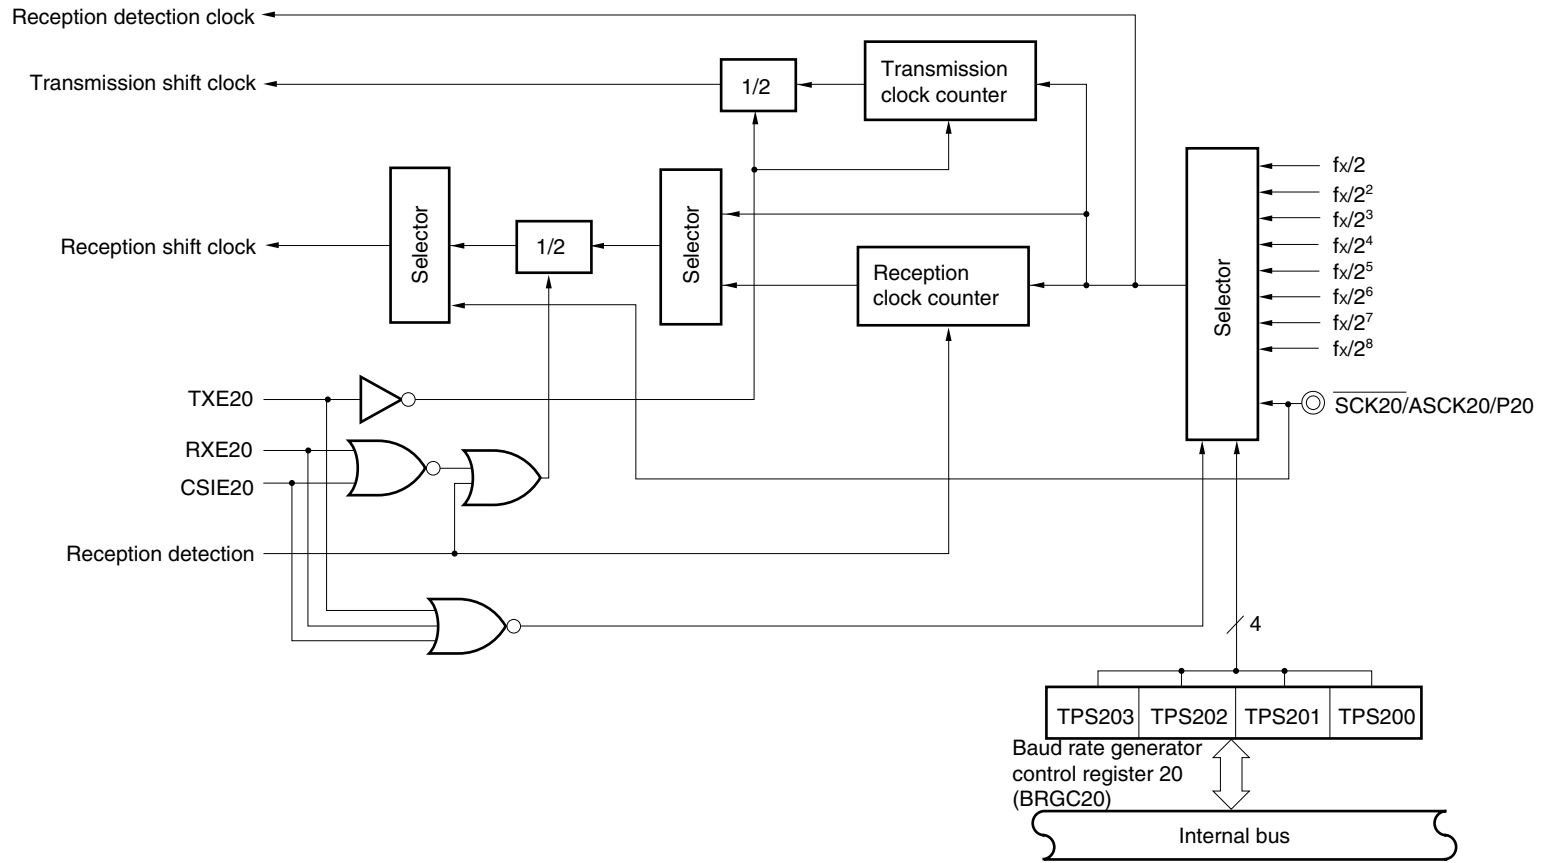 Reception detection clock
Transmission shift clock
1/2
Transmission
clock counter
Reception shift clock
Selector
1/2
Selector
Reception
clock counter
Selector
fx/2
fx/2²
fx/2³
fx/2⁴
fx/2⁵
fx/2⁶
fx/2⁷
fx/2⁸
SCK20/ASCK20/P20
TXE20
RXE20
CSIE20
Reception detection
4
TPS203 TPS202 TPS201 TPS200
Baud rate generator
control register 20
(BRGC20)
Internal bus